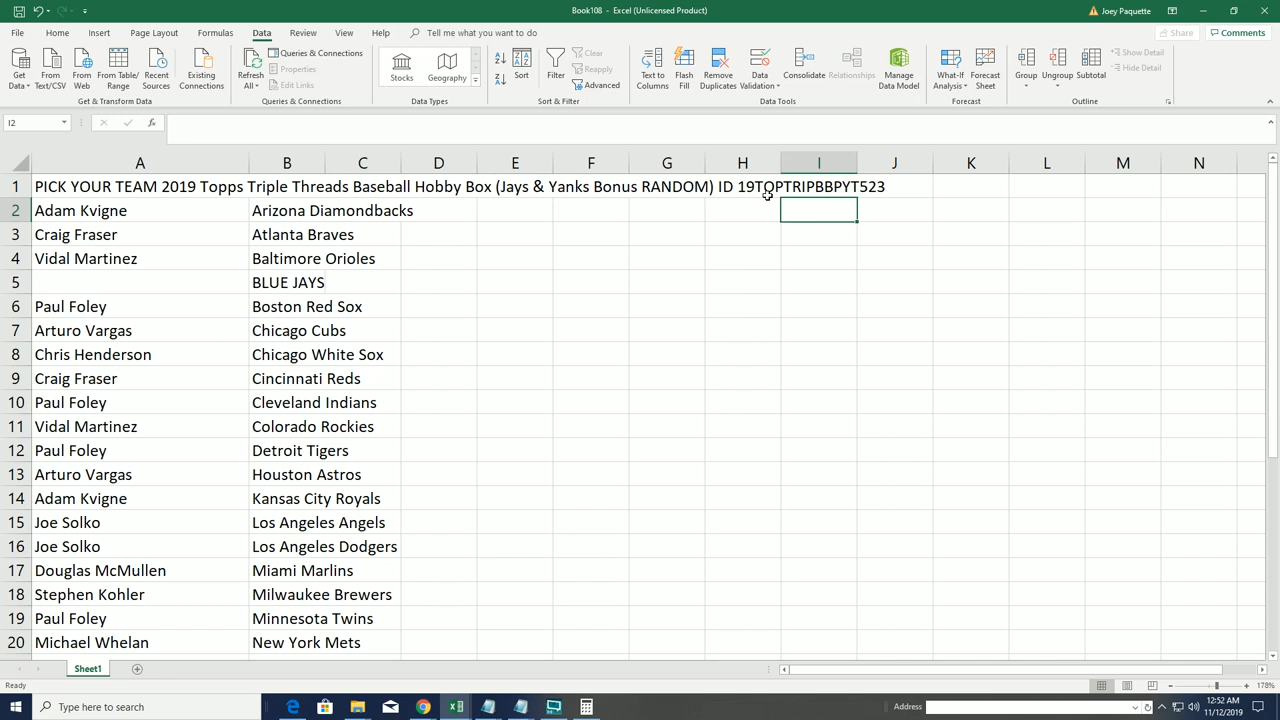 Book108 - Excel (Unlicensed Product)
Joey Paquette
File Home Insert Page Layout Formulas Data Review View Help Tell me what you want to do
Share Comments
Get Data From Text/CSV From Web From Table/ Range Recent Sources Existing Connections
Refresh All Queries & Connections Properties Edit Links
Stocks Geography
Sort Filter Clear Reapply Advanced
Text to Columns Flash Fill Remove Duplicates Data Validation Consolidate Relationships Manage Data Model
What-If Analysis Forecast Sheet
Group Ungroup Subtotal Show Detail Hide Detail
Get & Transform Data Queries & Connections Data Types Sort & Filter Data Tools Forecast Outline
I2 fx
A B C D E F G H I J K L M N
1 PICK YOUR TEAM 2019 Topps Triple Threads Baseball Hobby Box (Jays & Yanks Bonus RANDOM) ID 19TOPTRIPBBPYT523
2 Adam Kvigne Arizona Diamondbacks
3 Craig Fraser Atlanta Braves
4 Vidal Martinez Baltimore Orioles
5 BLUE JAYS
6 Paul Foley Boston Red Sox
7 Arturo Vargas Chicago Cubs
8 Chris Henderson Chicago White Sox
9 Craig Fraser Cincinnati Reds
10 Paul Foley Cleveland Indians
11 Vidal Martinez Colorado Rockies
12 Paul Foley Detroit Tigers
13 Arturo Vargas Houston Astros
14 Adam Kvigne Kansas City Royals
15 Joe Solko Los Angeles Angels
16 Joe Solko Los Angeles Dodgers
17 Douglas McMullen Miami Marlins
18 Stephen Kohler Milwaukee Brewers
19 Paul Foley Minnesota Twins
20 Michael Whelan New York Mets
Sheet1
Ready
178%
Type here to search
Address
12:52 AM
11/12/2019